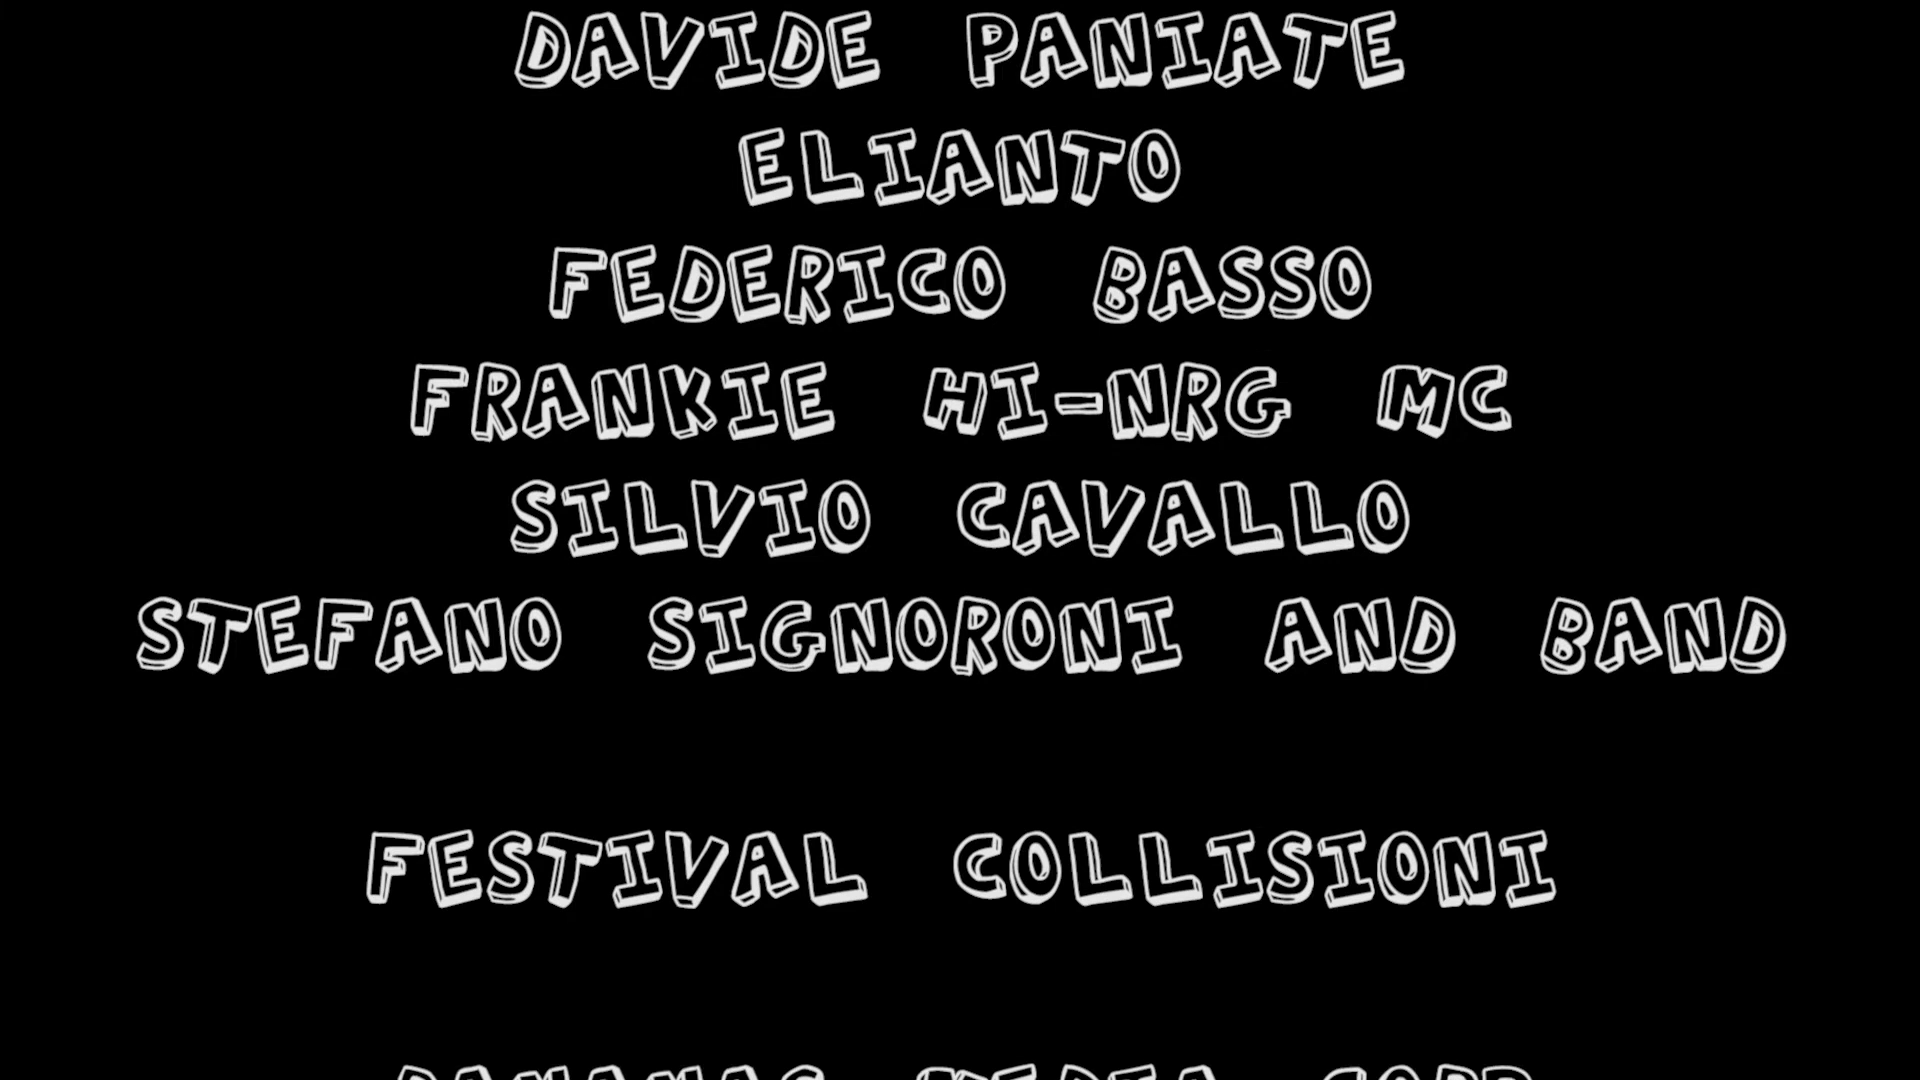 DAVIDE PANIATE
ELIANTO
FEDERICO BASSO
FRANKIE HI-NRG MC
SILVIO CAVALLO
STEFANO SIGNORONI AND BAND
FESTIVAL COLLISIONI